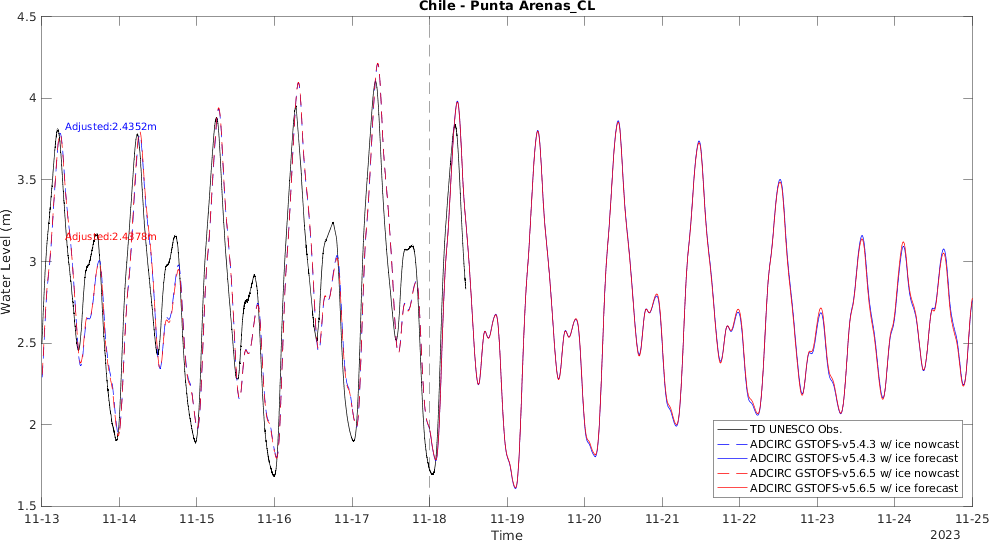 Chile - Punta Arenas_CL
4.5
4
3.5
3
2.5
2
1.5
Water Level (m)
Adjusted:2.4352m
Adjusted:2.4378m
TD UNESCO Obs.
ADCIRC GSTOFS-v5.4.3 w/ ice nowcast
ADCIRC GSTOFS-v5.4.3 w/ ice forecast
ADCIRC GSTOFS-v5.6.5 w/ ice nowcast
ADCIRC GSTOFS-v5.6.5 w/ ice forecast
11-13 11-14 11-15 11-16 11-17 11-18 11-19 11-20 11-21 11-22 11-23 11-24 11-25
Time
2023